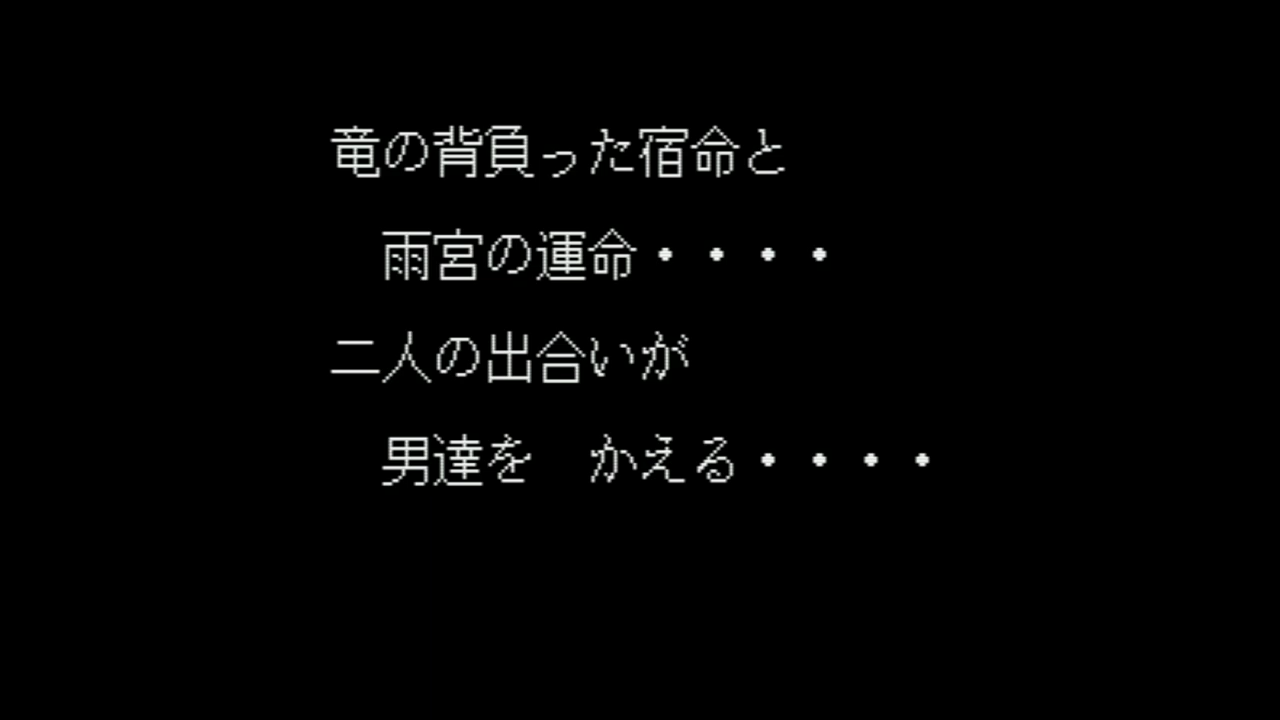 竜の背負った宿命と
雨宮の運命・・・・
二人の出合いが
男達を　かえる・・・・